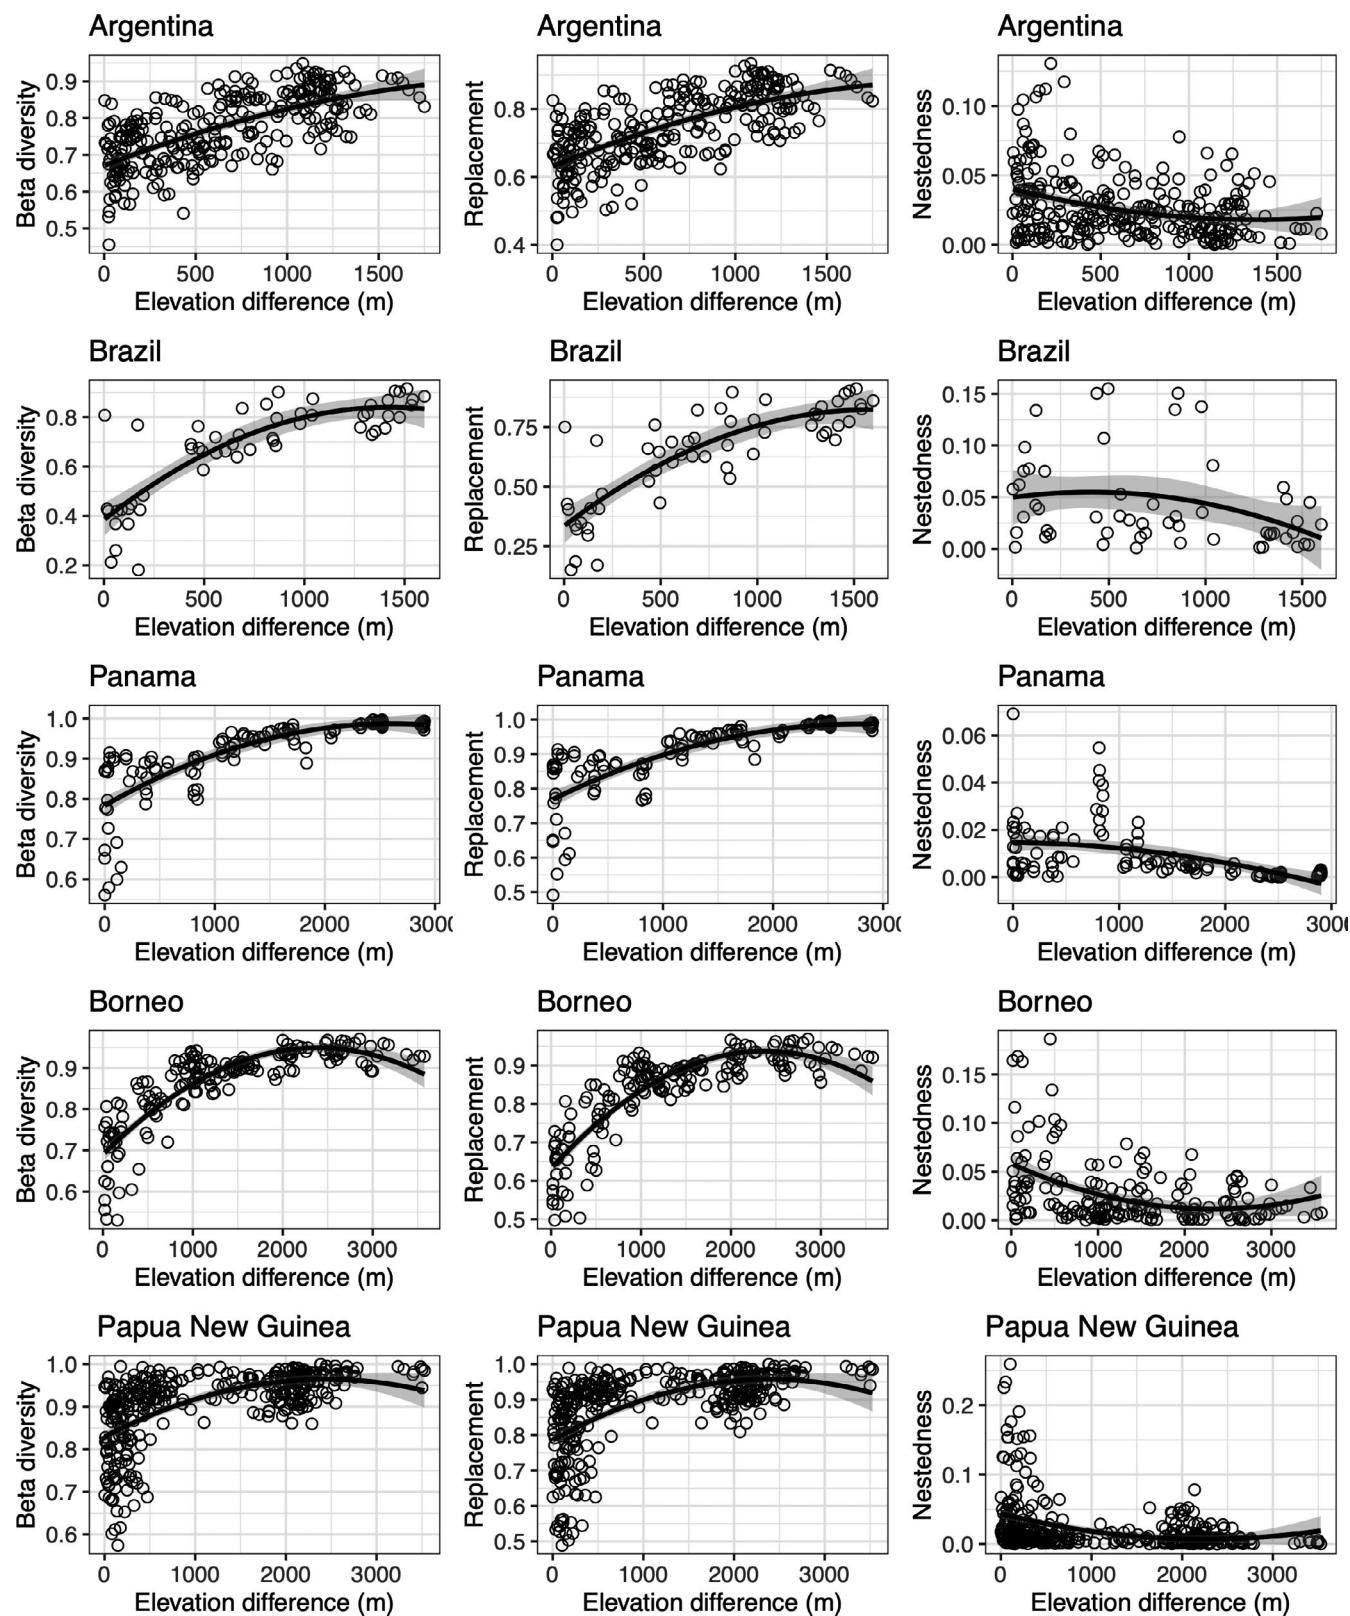 Argentina Argentina Argentina
Beta diversity
0.9
0.8
0.7
0.6
0.5
0 500 1000 1500
Elevation difference (m)
Replacement
0.8
0.6
0.4
0 500 1000 1500
Elevation difference (m)
Nestedness
0.10
0.05
0.00
0 500 1000 1500
Elevation difference (m)
Brazil Brazil Brazil
Beta diversity
0.8
0.6
0.4
0.2
0 500 1000 1500
Elevation difference (m)
Replacement
0.75
0.50
0.25
0 500 1000 1500
Elevation difference (m)
Nestedness
0.15
0.10
0.05
0.00
0 500 1000 1500
Elevation difference (m)
Panama Panama Panama
Beta diversity
1.0
0.9
0.8
0.7
0.6
0 1000 2000 3000
Elevation difference (m)
Replacement
1.0
0.9
0.8
0.7
0.6
0.5
0 1000 2000 3000
Elevation difference (m)
Nestedness
0.06
0.04
0.02
0.00
0 1000 2000 300
Elevation difference (m)
Borneo Borneo Borneo
Beta diversity
0.9
0.8
0.7
0.6
0 1000 2000 3000
Elevation difference (m)
Replacement
0.9
0.8
0.7
0.6
0.5
0 1000 2000 3000
Elevation difference (m)
Nestedness
0.15
0.10
0.05
0.00
0 1000 2000 3000
Elevation difference (m)
Papua New Guinea Papua New Guinea Papua New Guinea
Beta diversity
1.0
0.9
0.8
0.7
0.6
0 1000 2000 3000
Elevation difference (m)
Replacement
1.0
0.9
0.8
0.7
0.6
0.5
0 1000 2000 3000
Elevation difference (m)
Nestedness
0.2
0.1
0.0
0 1000 2000 3000
Elevation difference (m)